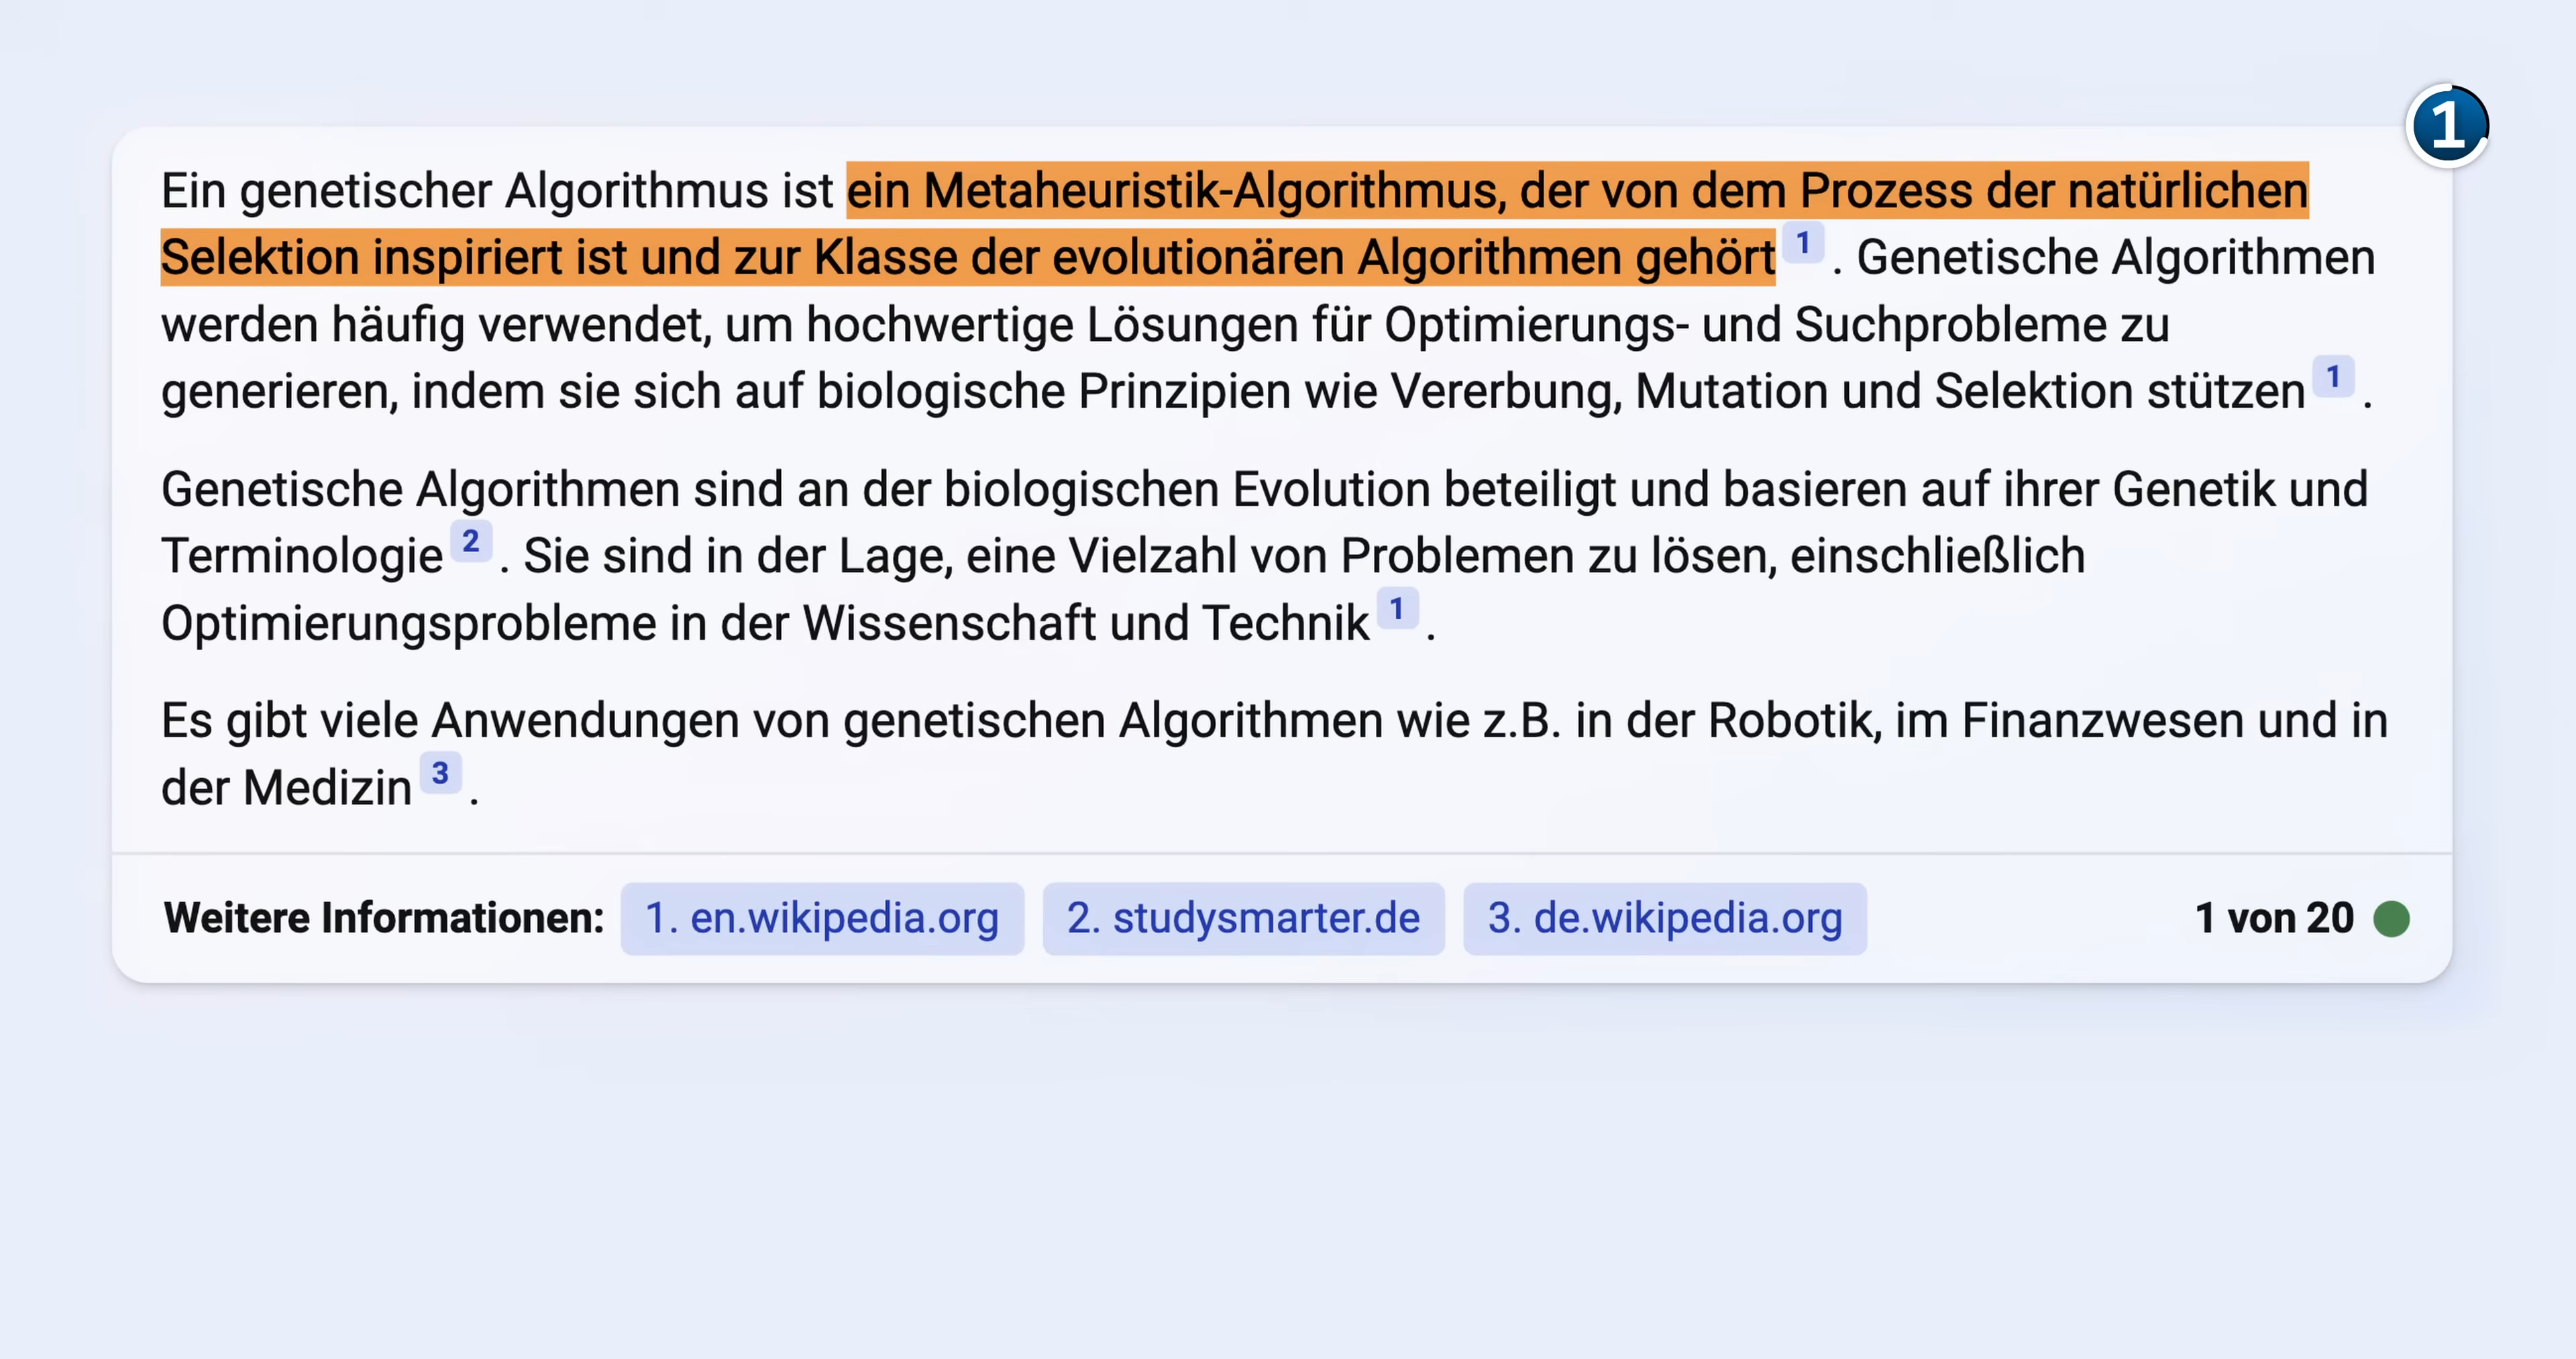 1
Ein genetischer Algorithmus ist ein Metaheuristik-Algorithmus, der von dem Prozess der natürlichen
Selektion inspiriert ist und zur Klasse der evolutionären Algorithmen gehört 1 . Genetische Algorithmen
werden häufig verwendet, um hochwertige Lösungen für Optimierungs- und Suchprobleme zu
generieren, indem sie sich auf biologische Prinzipien wie Vererbung, Mutation und Selektion stützen 1 .
Genetische Algorithmen sind an der biologischen Evolution beteiligt und basieren auf ihrer Genetik und
Terminologie 2 . Sie sind in der Lage, eine Vielzahl von Problemen zu lösen, einschließlich
Optimierungsprobleme in der Wissenschaft und Technik 1 .
Es gibt viele Anwendungen von genetischen Algorithmen wie z.B. in der Robotik, im Finanzwesen und in
der Medizin 3 .
Weitere Informationen: 1. en.wikipedia.org 2. studysmarter.de 3. de.wikipedia.org 1 von 20